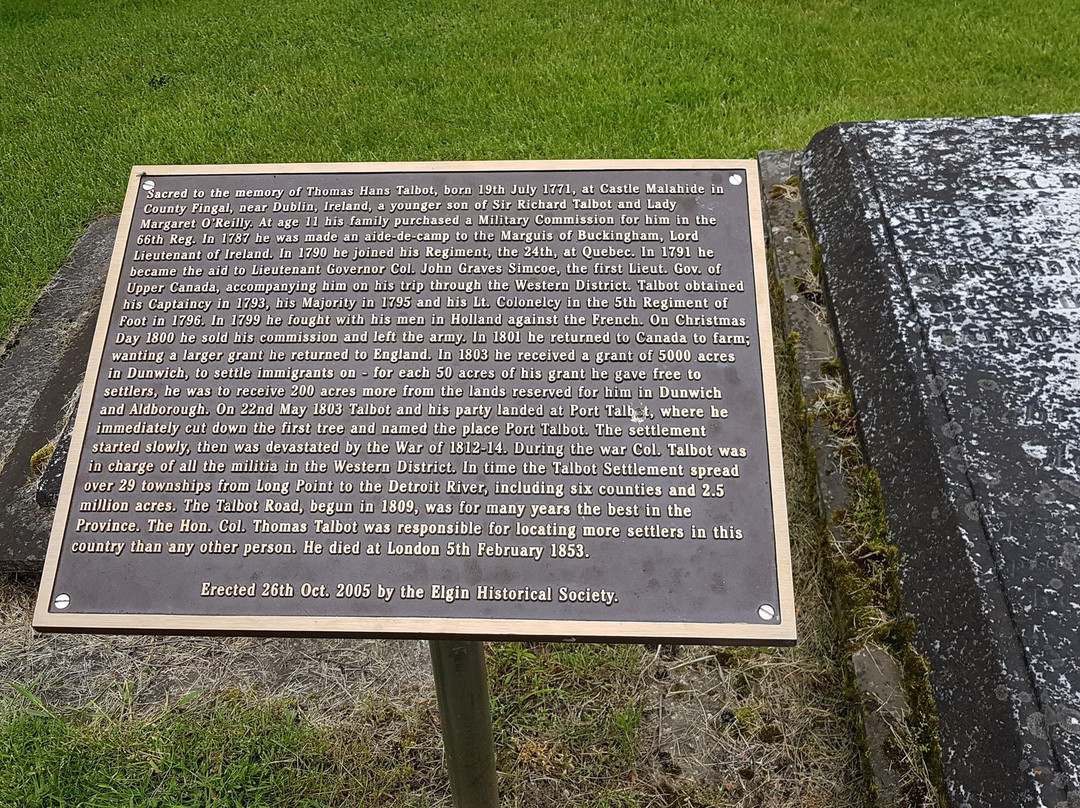 Sacred to the memory of Thomas Hans Talbot, born 19th July 1771, at Castle Malahide in
County Fingal, near Dublin, Ireland, a younger son of Sir Richard Talbot and Lady
Margaret O'Reilly. At age 11 his family purchased a Military Commission for him in the
66th Reg. In 1787 he was made an aide-de-camp to the Marguis of Buckingham, Lord
Lieutenant of Ireland. In 1790 he joined his Regiment, the 24th, at Quebec. In 1791 he
became the aid to Lieutenant Governor Col. John Graves Simcoe, the first Lieut. Gov. of
Upper Canada, accompanying him on his trip through the Western District. Talbot obtained
his Captaincy in 1793, his Majority in 1795 and his Lt. Colonelcy in the 5th Regiment of
Foot in 1796. In 1799 he fought with his men in Holland against the French. On Christmas
Day 1800 he sold his commission and left the army. In 1801 he returned to Canada to farm;
wanting a larger grant he returned to England. In 1803 he received a grant of 5000 acres
in Dunwich, to settle immigrants on - for each 50 acres of his grant he gave free to
settlers, he was to receive 200 acres more from the lands reserved for him in Dunwich
and Aldborough. On 22nd May 1803 Talbot and his party landed at Port Talbot, where he
immediately cut down the first tree and named the place Port Talbot. The settlement
started slowly, then was devastated by the War of 1812-14. During the war Col. Talbot was
in charge of all the militia in the Western District. In time the Talbot Settlement spread
over 29 townships from Long Point to the Detroit River, including six counties and 2.5
million acres. The Talbot Road, begun in 1809, was for many years the best in the
Province. The Hon. Col. Thomas Talbot was responsible for locating more settlers in this
country than any other person. He died at London 5th February 1853.
Erected 26th Oct. 2005 by the Elgin Historical Society.